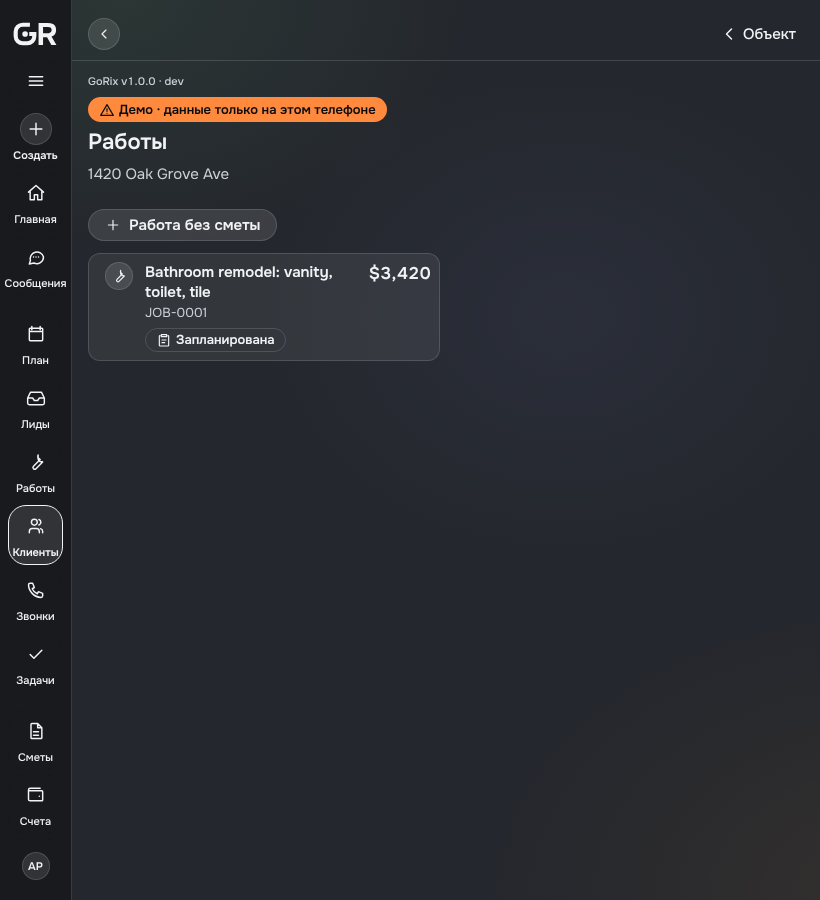 GR
Объект
GoRix v1.0.0 · dev
Демо · данные только на этом телефоне
Работы
1420 Oak Grove Ave
Работа без сметы
Bathroom remodel: vanity,
toilet, tile
$3,420
JOB-0001
Запланирована
Создать
Главная
Сообщения
План
Лиды
Работы
Клиенты
Звонки
Задачи
Сметы
Счета
AP